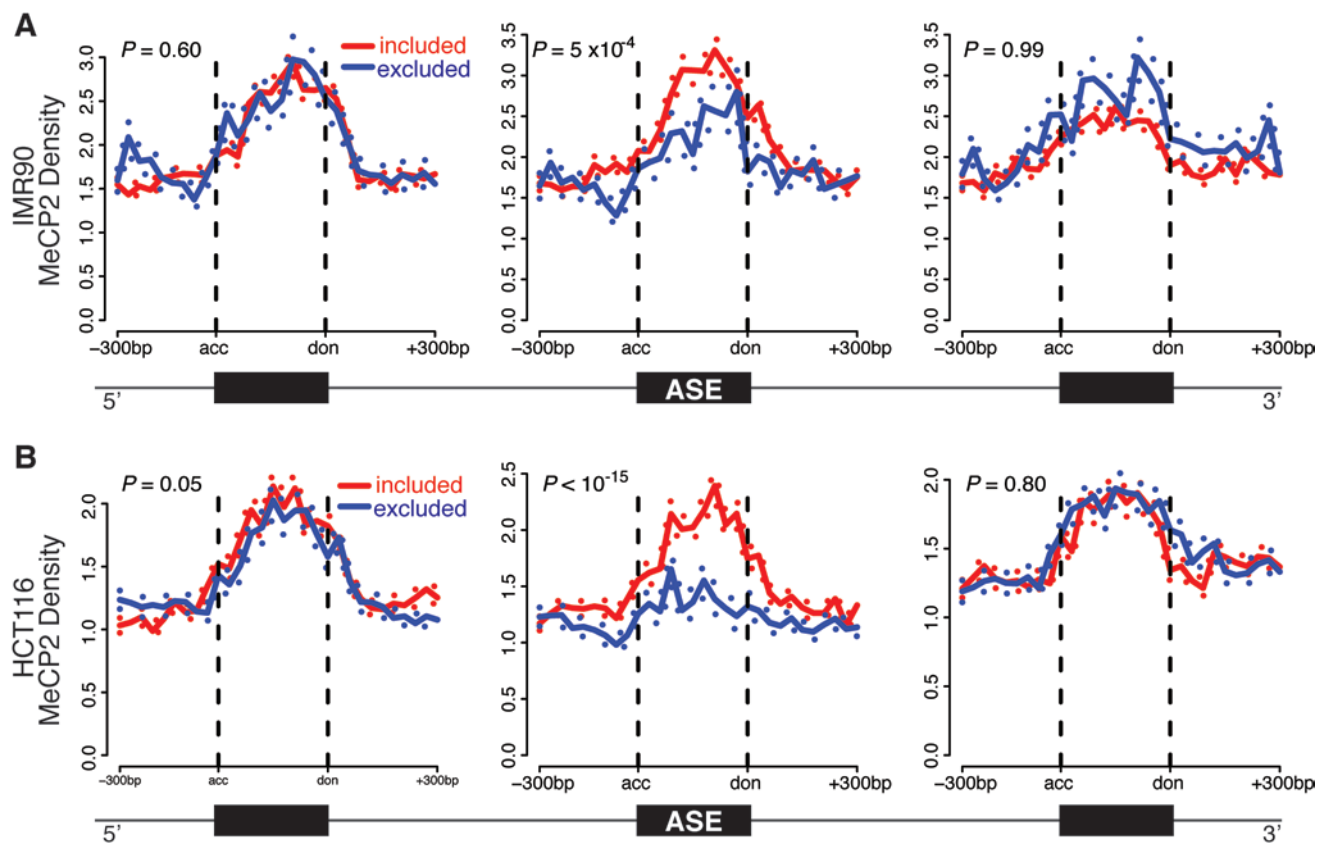 A
IMR90
MeCP2 Density
P = 0.60
included
excluded
0.0 0.5 1.0 1.5 2.0 2.5 3.0
−300bp acc don +300bp
P = 5 x10-4
0.0 0.5 1.0 1.5 2.0 2.5 3.0 3.5
−300bp acc don +300bp
P = 0.99
0.0 0.5 1.0 1.5 2.0 2.5 3.0 3.5
−300bp acc don +300bp
5’ ASE 3’
B
HCT116
MeCP2 Density
P = 0.05
included
excluded
0.0 0.5 1.0 1.5 2.0
−300bp acc don +300bp
P < 10-15
0.0 0.5 1.0 1.5 2.0 2.5
−300bp acc don +300bp
P = 0.80
0.0 0.5 1.0 1.5 2.0
−300bp acc don +300bp
5’ ASE 3’